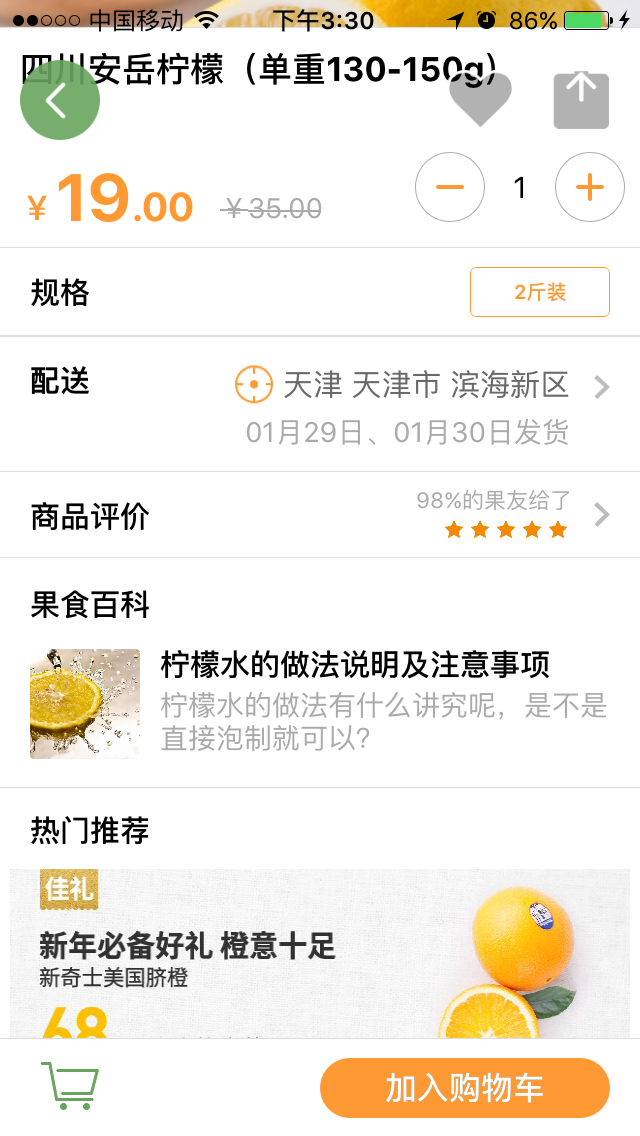 中国移动 下午3:30 86%
四川安岳柠檬（单重130-150g）
¥ 19.00 ¥35.00 1
规格 2斤装
配送 天津 天津市 滨海新区
01月29日、01月30日发货
98%的果友给了
商品评价
果食百科
柠檬水的做法说明及注意事项
柠檬水的做法有什么讲究呢，是不是
直接泡制就可以?
热门推荐
佳礼
新年必备好礼 橙意十足
新奇士美国脐橙
68
加入购物车